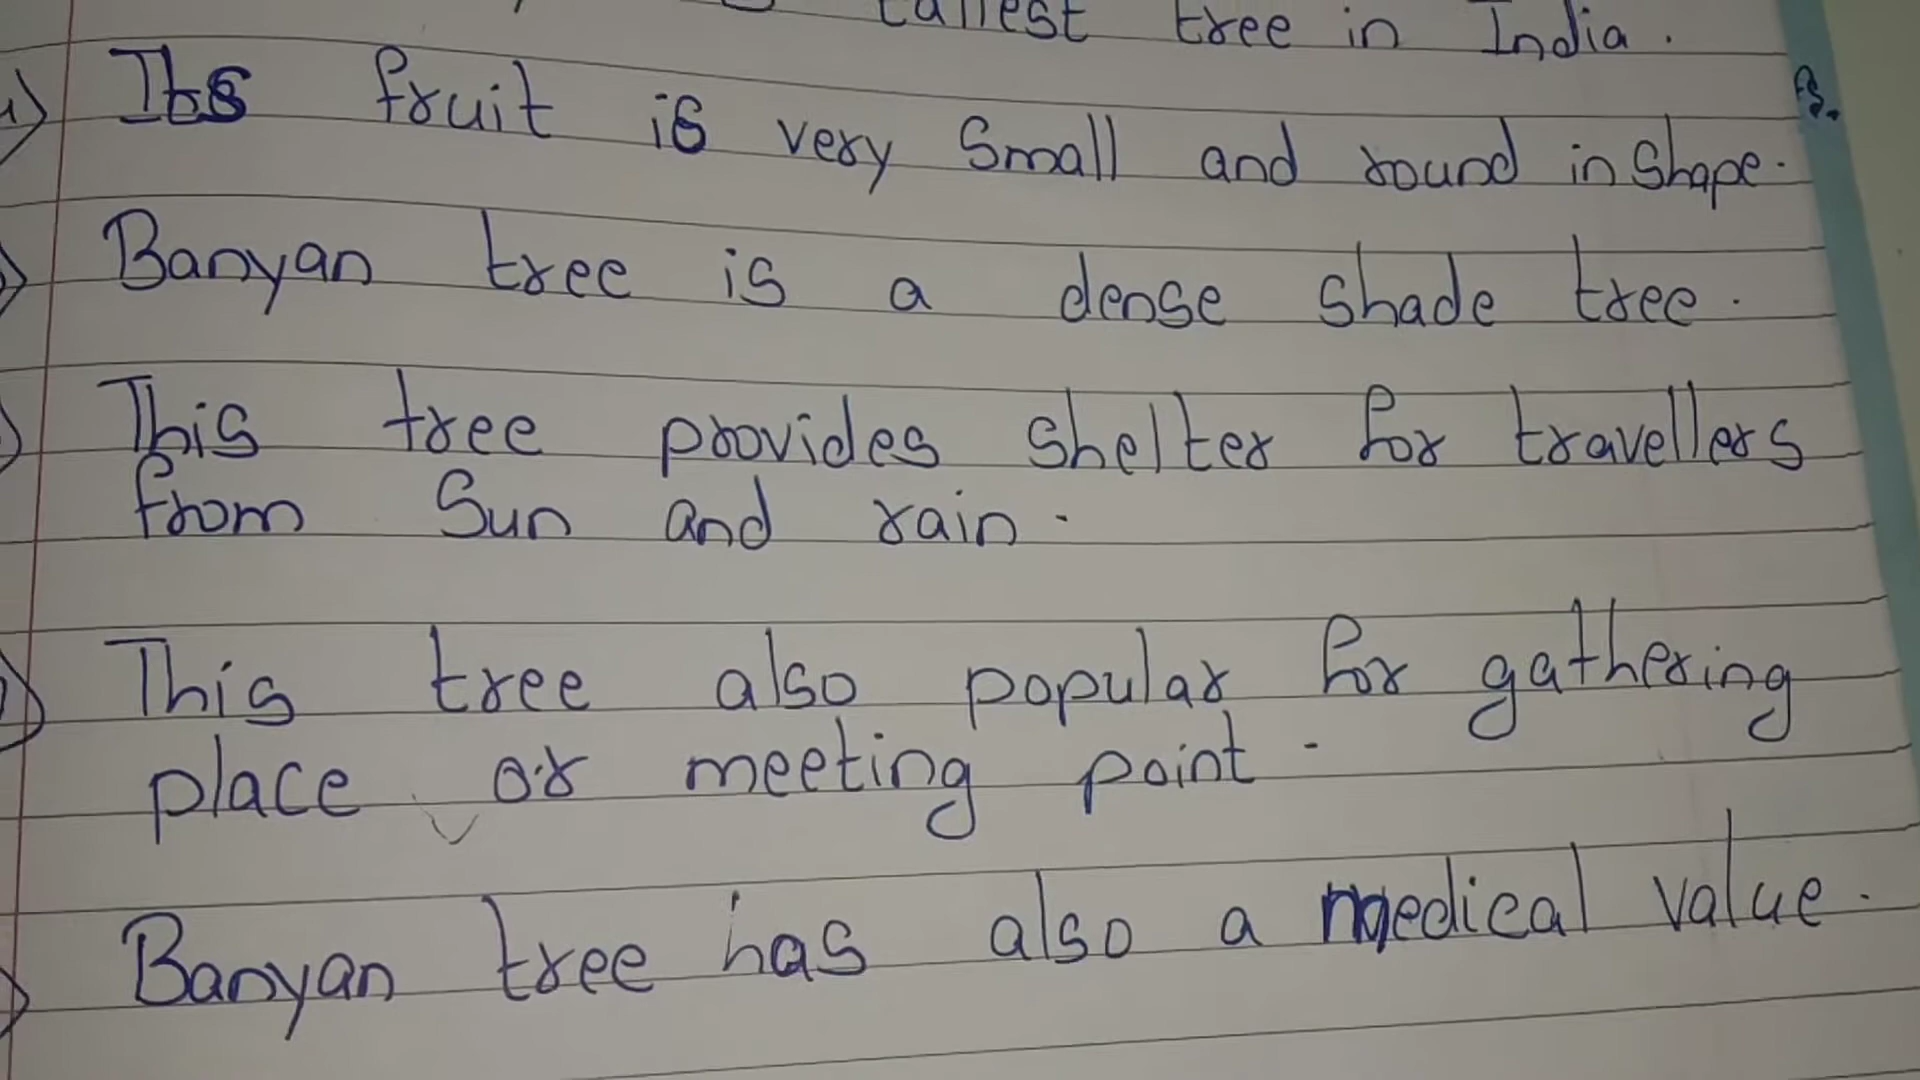 tallest tree in India.
Its fruit is very Small and round in Shape.
Banyan tree is a dense shade tree.
This tree provides shelter for travellers
from Sun and rain.
This tree also popular for gathering
place or meeting point.
Banyan tree has also a medical value.